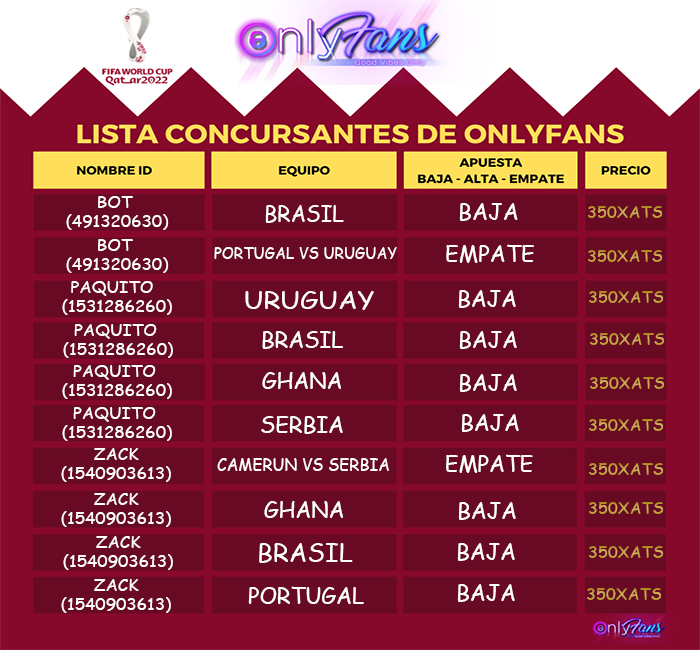 FIFA WORLD CUP
Qatar2022
OnlyFans
Good Vibes Only
LISTA CONCURSANTES DE ONLYFANS
NOMBRE ID
EQUIPO
APUESTA
BAJA - ALTA - EMPATE
PRECIO
BOT
(491320630)
BRASIL
BAJA
350XATS
BOT
(491320630)
PORTUGAL VS URUGUAY
EMPATE
350XATS
PAQUITO
(1531286260)
URUGUAY
BAJA
350XATS
PAQUITO
(1531286260)
BRASIL
BAJA
350XATS
PAQUITO
(1531286260)
GHANA
BAJA
350XATS
PAQUITO
(1531286260)
SERBIA
BAJA
350XATS
ZACK
(1540903613)
CAMERUN VS SERBIA
EMPATE
350XATS
ZACK
(1540903613)
GHANA
BAJA
350XATS
ZACK
(1540903613)
BRASIL
BAJA
350XATS
ZACK
(1540903613)
PORTUGAL
BAJA
350XATS
OnlyFans